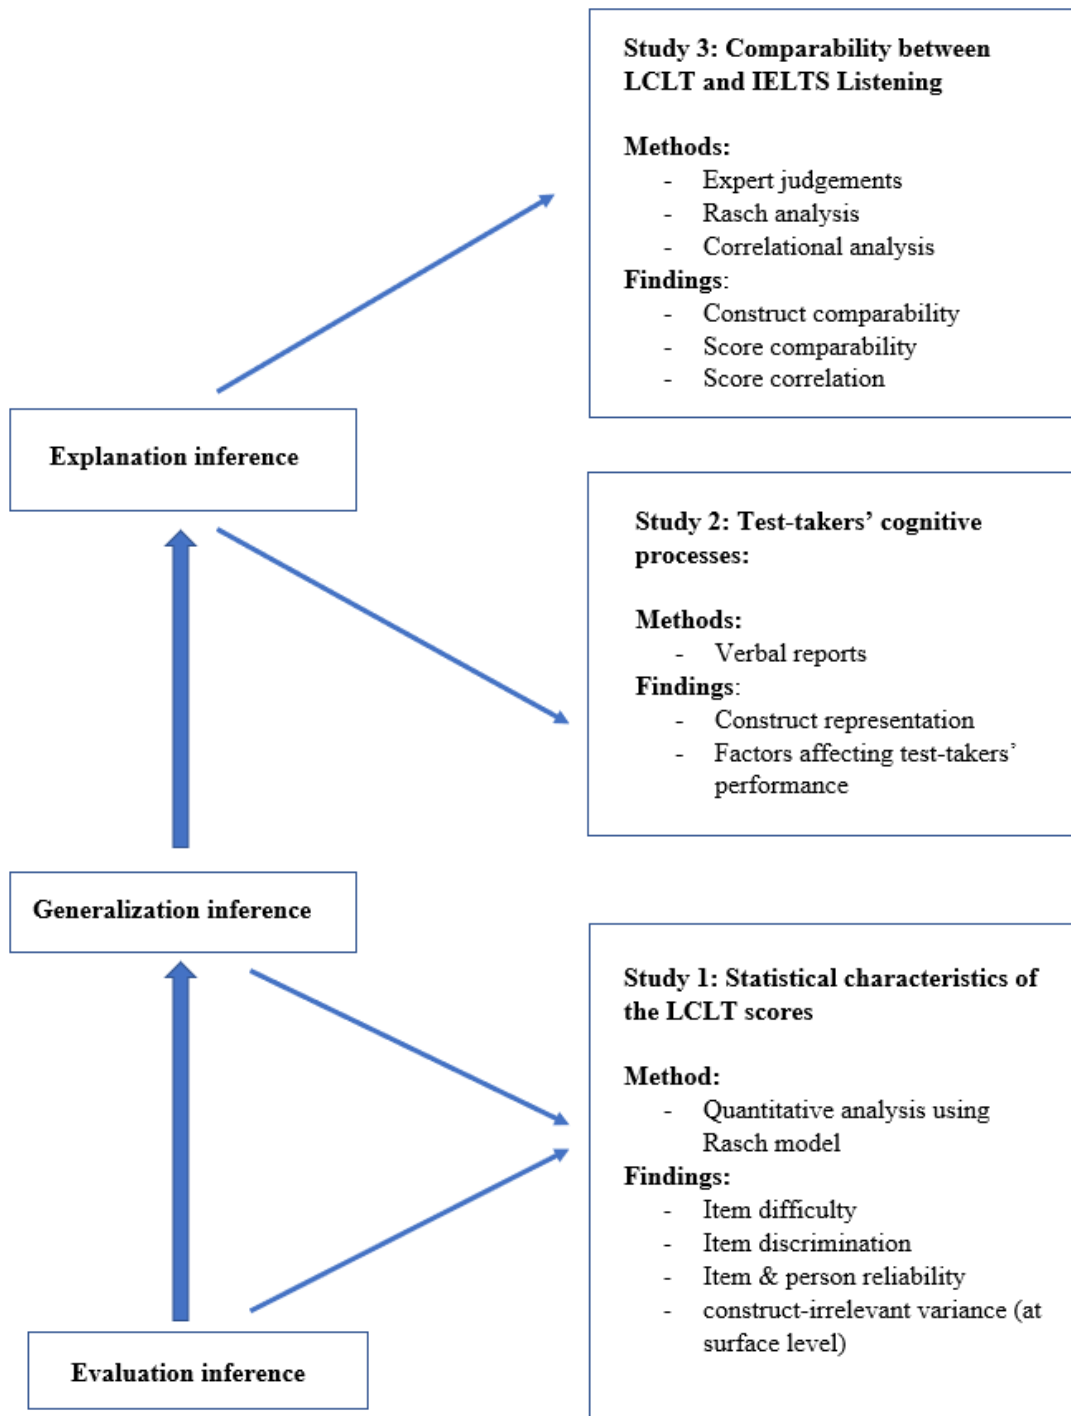 Study 3: Comparability between
LCLT and IELTS Listening
Methods:
- Expert judgements
- Rasch analysis
- Correlational analysis
Findings:
- Construct comparability
- Score comparability
- Score correlation
Explanation inference
Study 2: Test-takers’ cognitive
processes:
Methods:
- Verbal reports
Findings:
- Construct representation
- Factors affecting test-takers’
performance
Generalization inference
Study 1: Statistical characteristics of
the LCLT scores
Method:
- Quantitative analysis using
Rasch model
Findings:
- Item difficulty
- Item discrimination
- Item & person reliability
- construct-irrelevant variance (at
surface level)
Evaluation inference